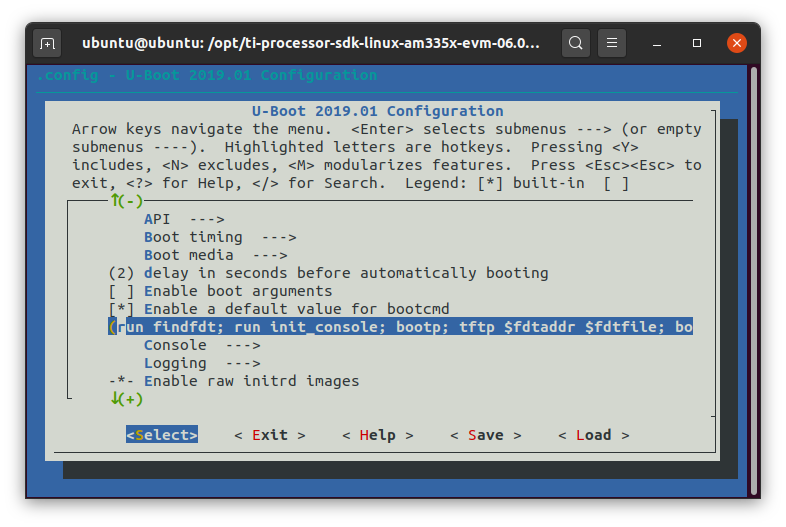 ubuntu@ubuntu: /opt/ti-processor-sdk-linux-am335x-evm-06.0...
.config - U-Boot 2019.01 Configuration
U-Boot 2019.01 Configuration
Arrow keys navigate the menu.  <Enter> selects submenus ---> (or empty
submenus ----).  Highlighted letters are hotkeys.  Pressing <Y>
includes, <N> excludes, <M> modularizes features.  Press <Esc><Esc> to
exit, <?> for Help, </> for Search.  Legend: [*] built-in  [ ]
↑(-)
API  --->
Boot timing  --->
Boot media  --->
(2) delay in seconds before automatically booting
[ ] Enable boot arguments
[*] Enable a default value for bootcmd
(run findfdt; run init_console; bootp; tftp $fdtaddr $fdtfile; bo
Console  --->
Logging  --->
-*- Enable raw initrd images
↓(+)
<Select>    < Exit >    < Help >    < Save >    < Load >